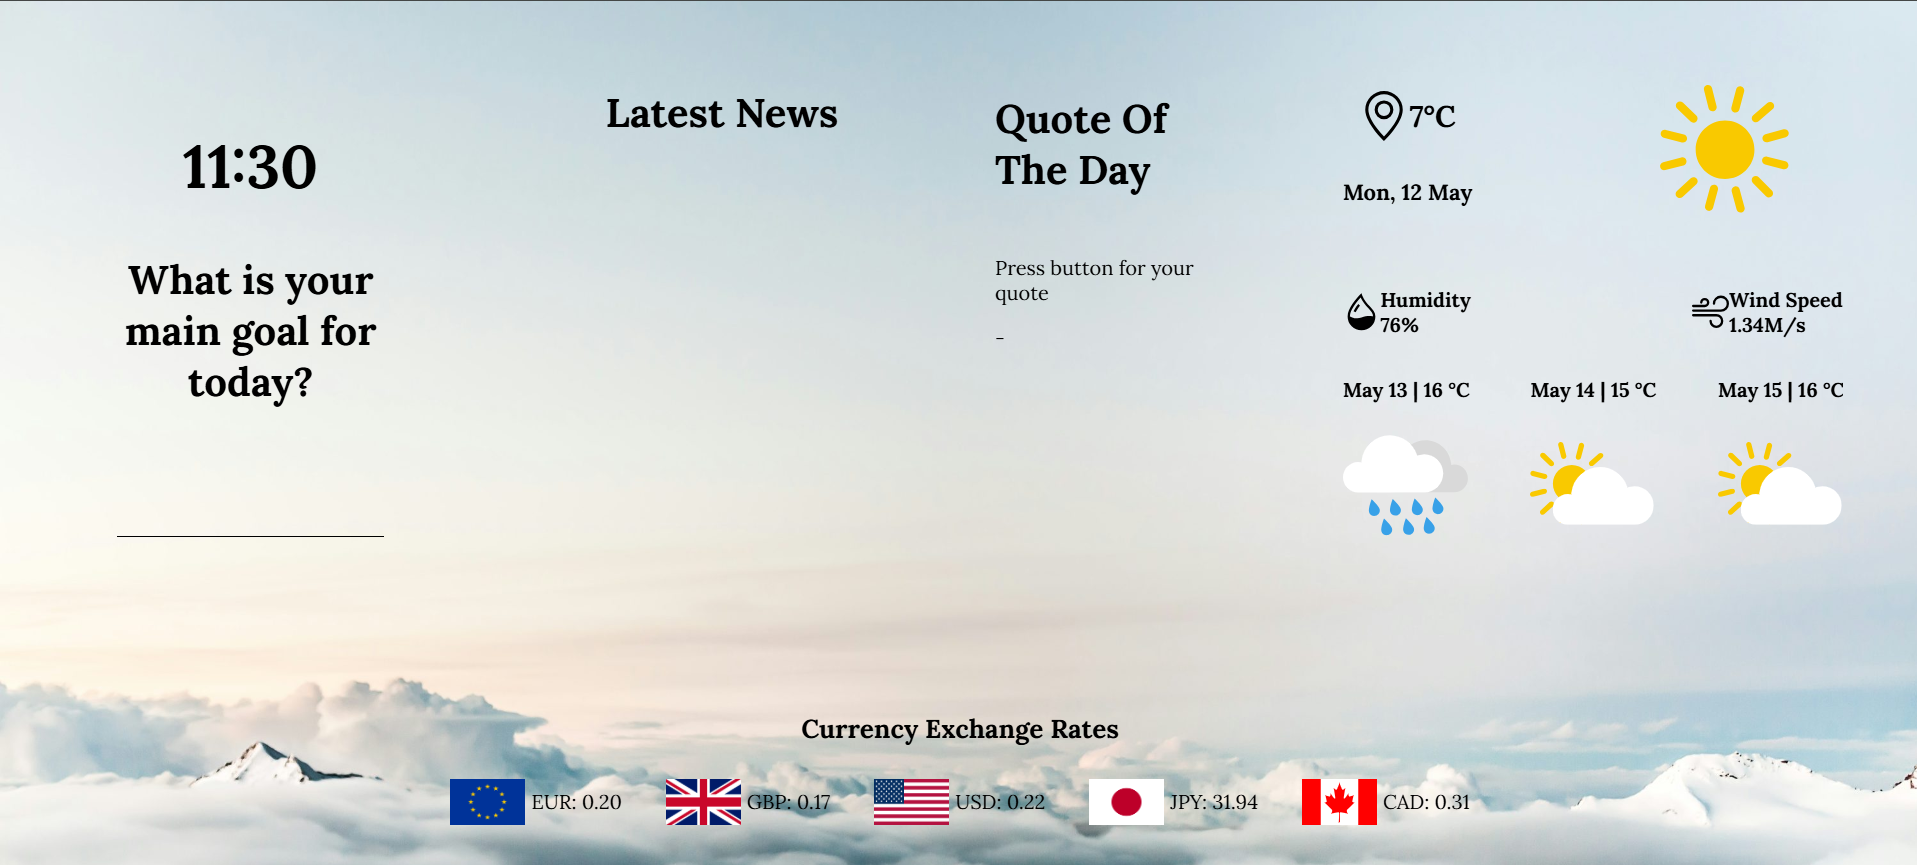 11:30
What is your
main goal for
today?
Latest News
Quote Of
The Day
Press button for your
quote
-
7°C
Mon, 12 May
Humidity
76%
Wind Speed
1.34M/s
May 13 | 16 °C
May 14 | 15 °C
May 15 | 16 °C
Currency Exchange Rates
EUR: 0.20
GBP: 0.17
USD: 0.22
JPY: 31.94
CAD: 0.31